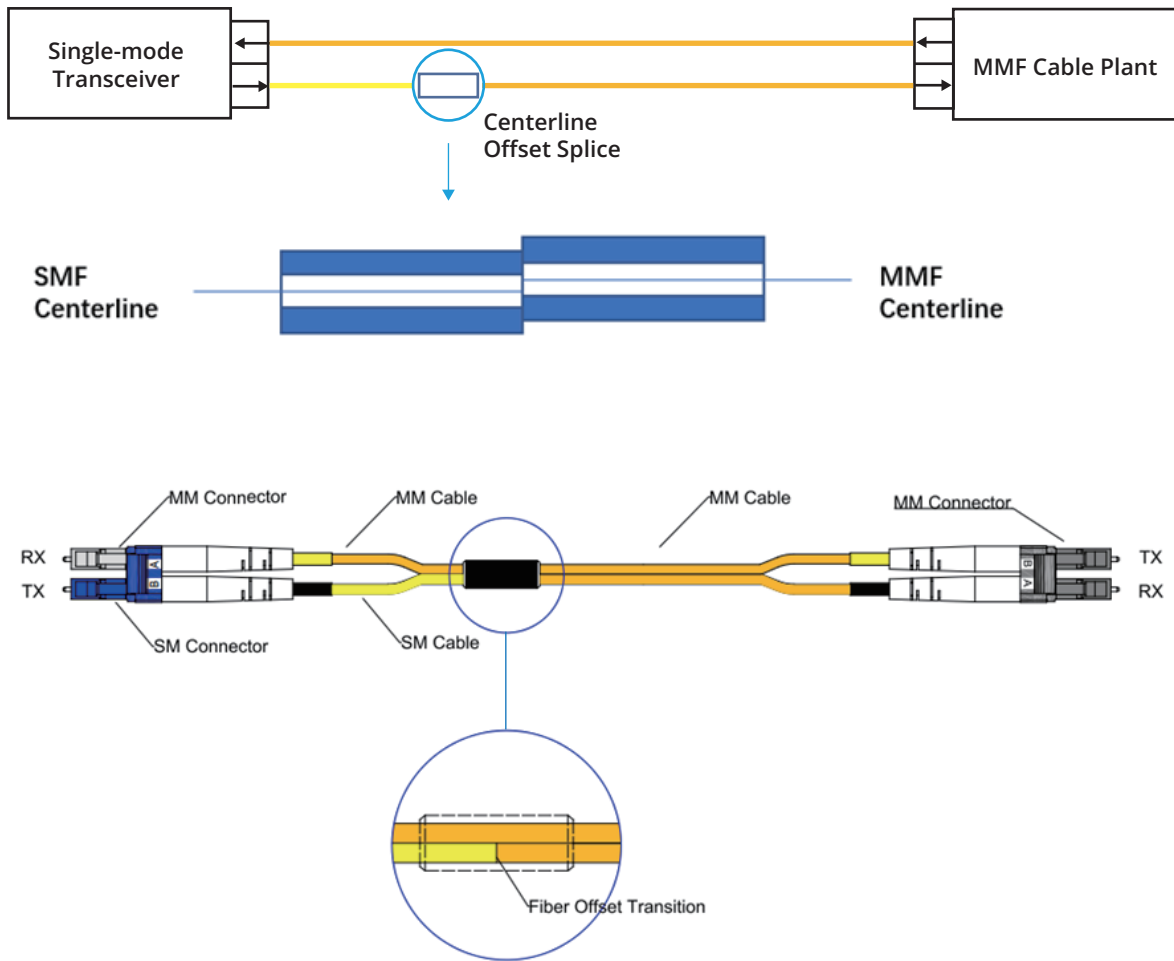 Single-mode
Transceiver
MMF Cable Plant
Centerline
Offset Splice
SMF
Centerline
MMF
Centerline
MM Connector
MM Cable
MM Cable
MM Connector
RX
A
B
TX
TX
B
A
RX
SM Connector
SM Cable
Fiber Offset Transition